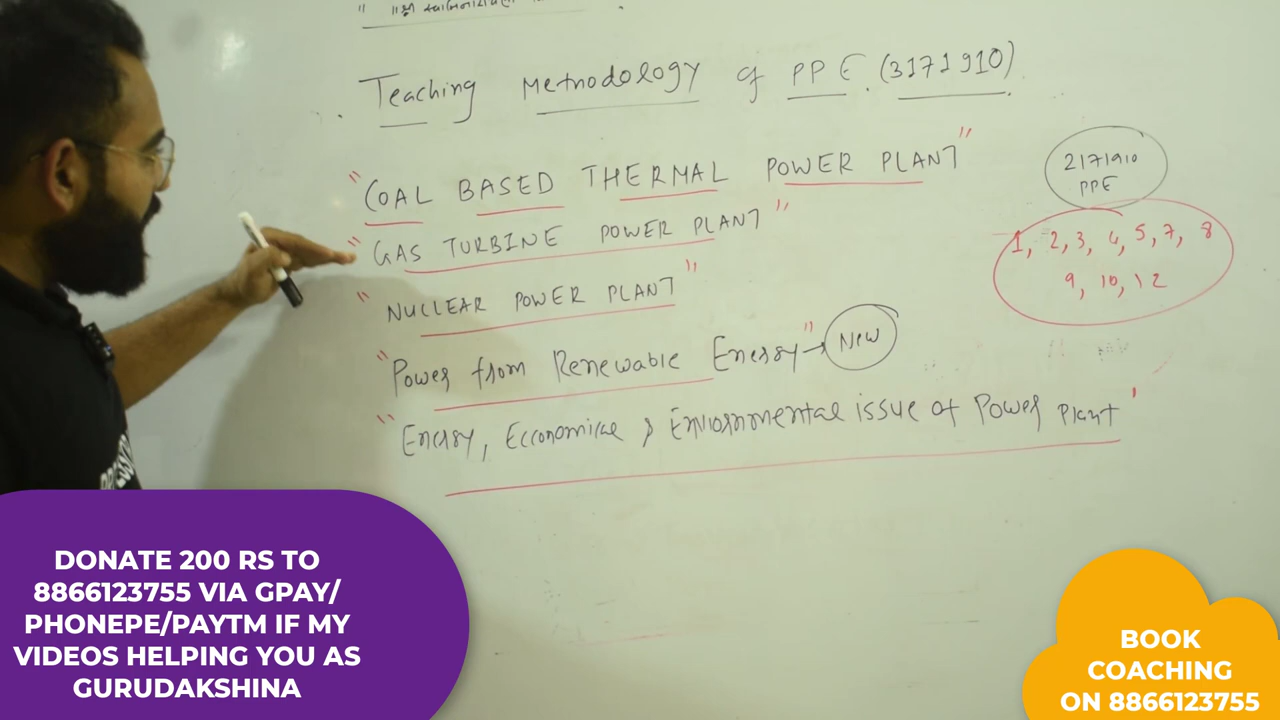 Teaching Methodology of PPE (3171910).
"COAL BASED THERMAL POWER PLANT"
"GAS TURBINE POWER PLANT"
"NUCLEAR POWER PLANT"
"Power from Renewable Energy" → New
"Energy, Economical & Enviornmental issue of Power Plant"
2171910
PPE
1, 2, 3, 4, 5, 7, 8
9, 10, 12
DONATE 200 RS TO
8866123755 VIA GPAY/
PHONEPE/PAYTM IF MY
VIDEOS HELPING YOU AS
GURUDAKSHINA
BOOK
COACHING
ON 8866123755